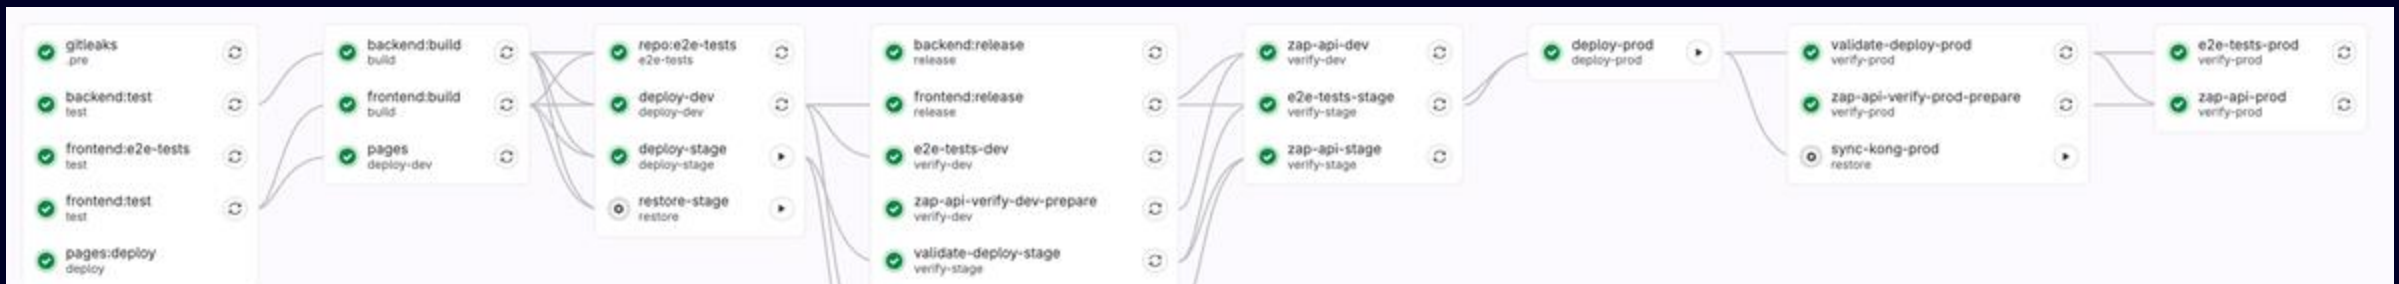 gitleaks
.pre
backend:test
test
frontend:e2e-tests
test
frontend:test
test
pages:deploy
deploy
backend:build
build
frontend:build
build
pages
deploy-dev
repo:e2e-tests
e2e-tests
deploy-dev
deploy-dev
deploy-stage
deploy-stage
restore-stage
restore
backend:release
release
frontend:release
release
e2e-tests-dev
verify-dev
zap-api-verify-dev-prepare
verify-dev
validate-deploy-stage
verify-stage
zap-api-dev
verify-dev
e2e-tests-stage
verify-stage
zap-api-stage
verify-stage
deploy-prod
deploy-prod
validate-deploy-prod
verify-prod
zap-api-verify-prod-prepare
verify-prod
sync-kong-prod
restore
e2e-tests-prod
verify-prod
zap-api-prod
verify-prod